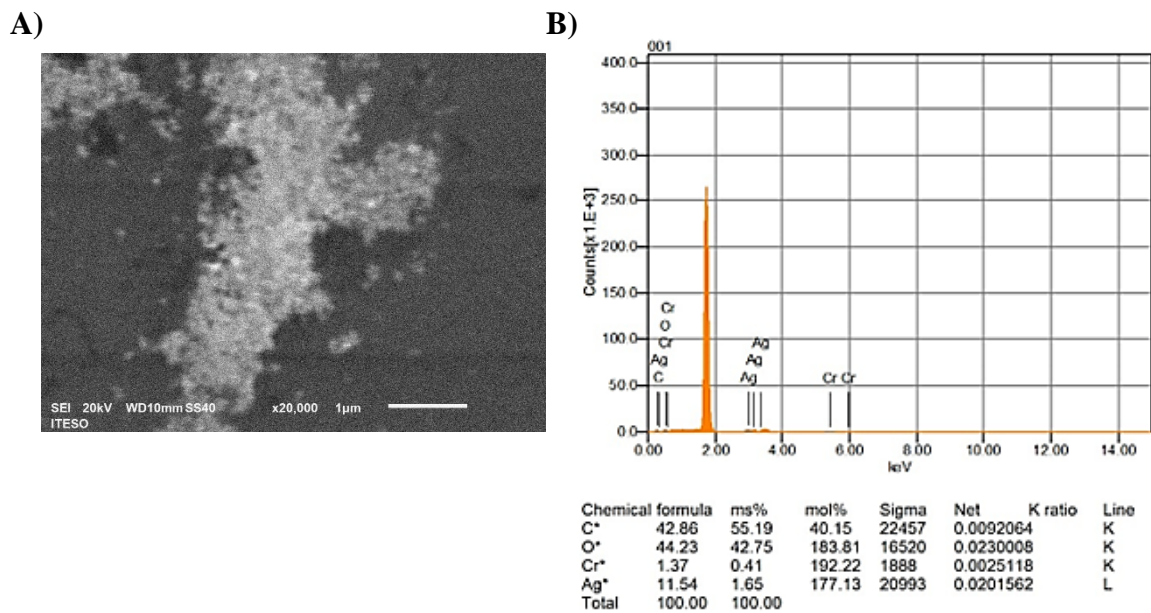 A)
B)
SEI 20kV WD10mm SS40 x20,000 1µm
ITESO
001
400.0
350.0
300.0
250.0
200.0
150.0
100.0
50.0
0.0
Counts[x1.E+3]
Cr
O
Cr
Ag
C
Ag
Ag
Ag
Cr Cr
0.00 2.00 4.00 6.00 8.00 10.00 12.00 14.00
keV
Chemical formula ms% mol% Sigma Net K ratio Line
C* 42.86 55.19 40.15 22457 0.0092064 K
O* 44.23 42.75 183.81 16520 0.0230008 K
Cr* 1.37 0.41 192.22 1888 0.0025118 K
Ag* 11.54 1.65 177.13 20993 0.0201562 L
Total 100.00 100.00